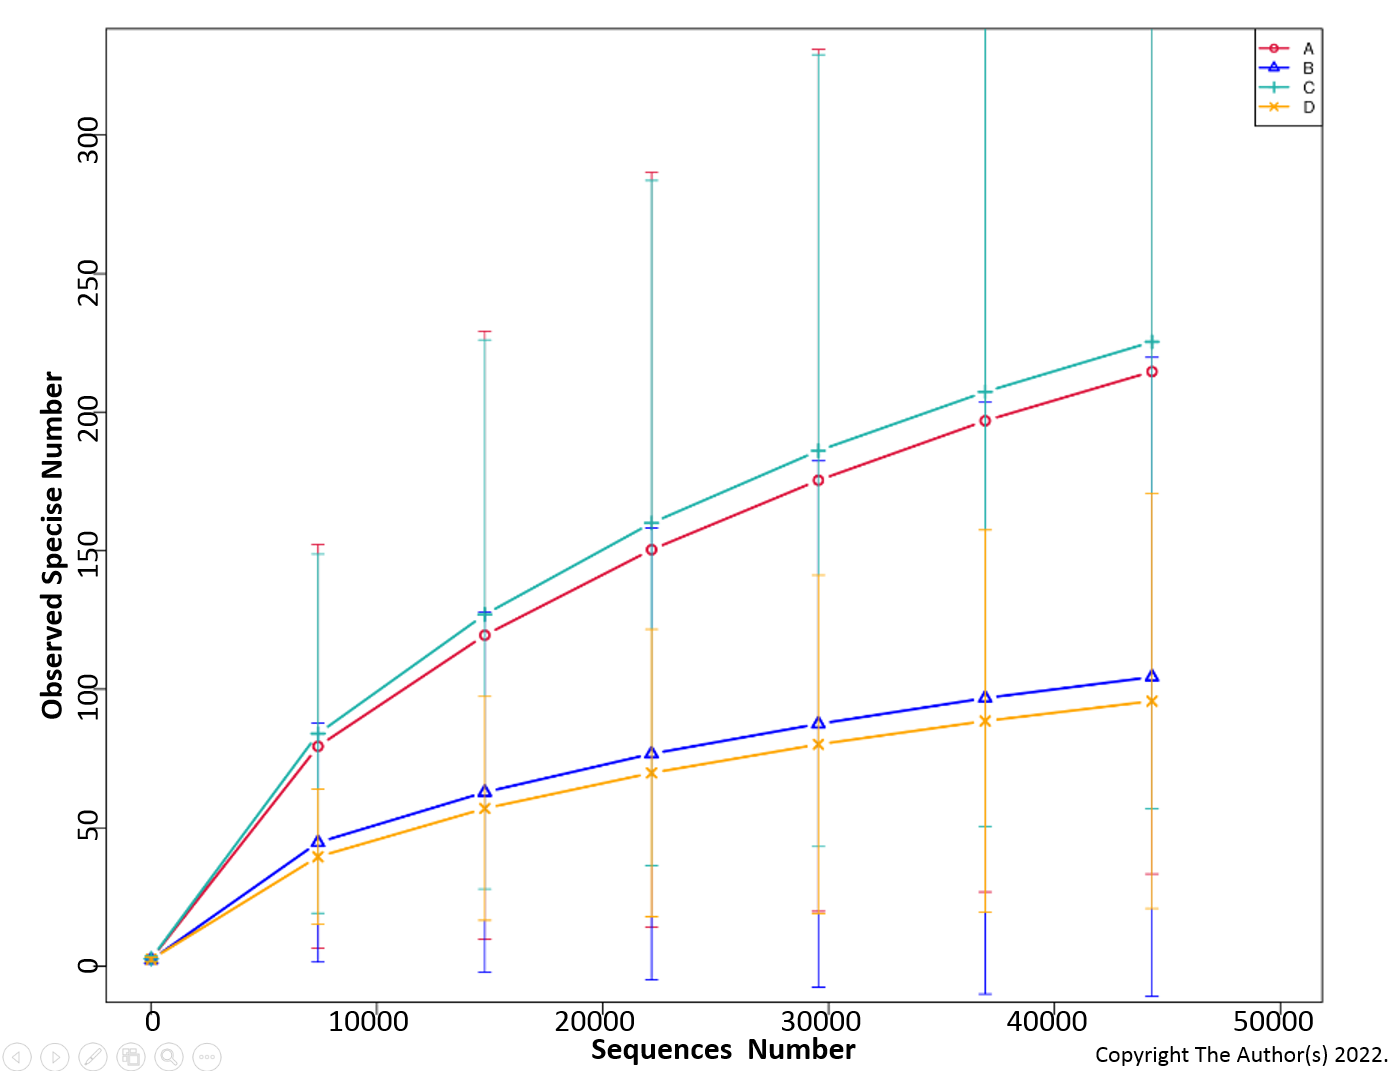 A
B
C
D
300
250
200
150
100
50
0
Observed Specise Number
0 10000 20000 30000 40000 50000
Sequences Number
Copyright The Author(s) 2022.